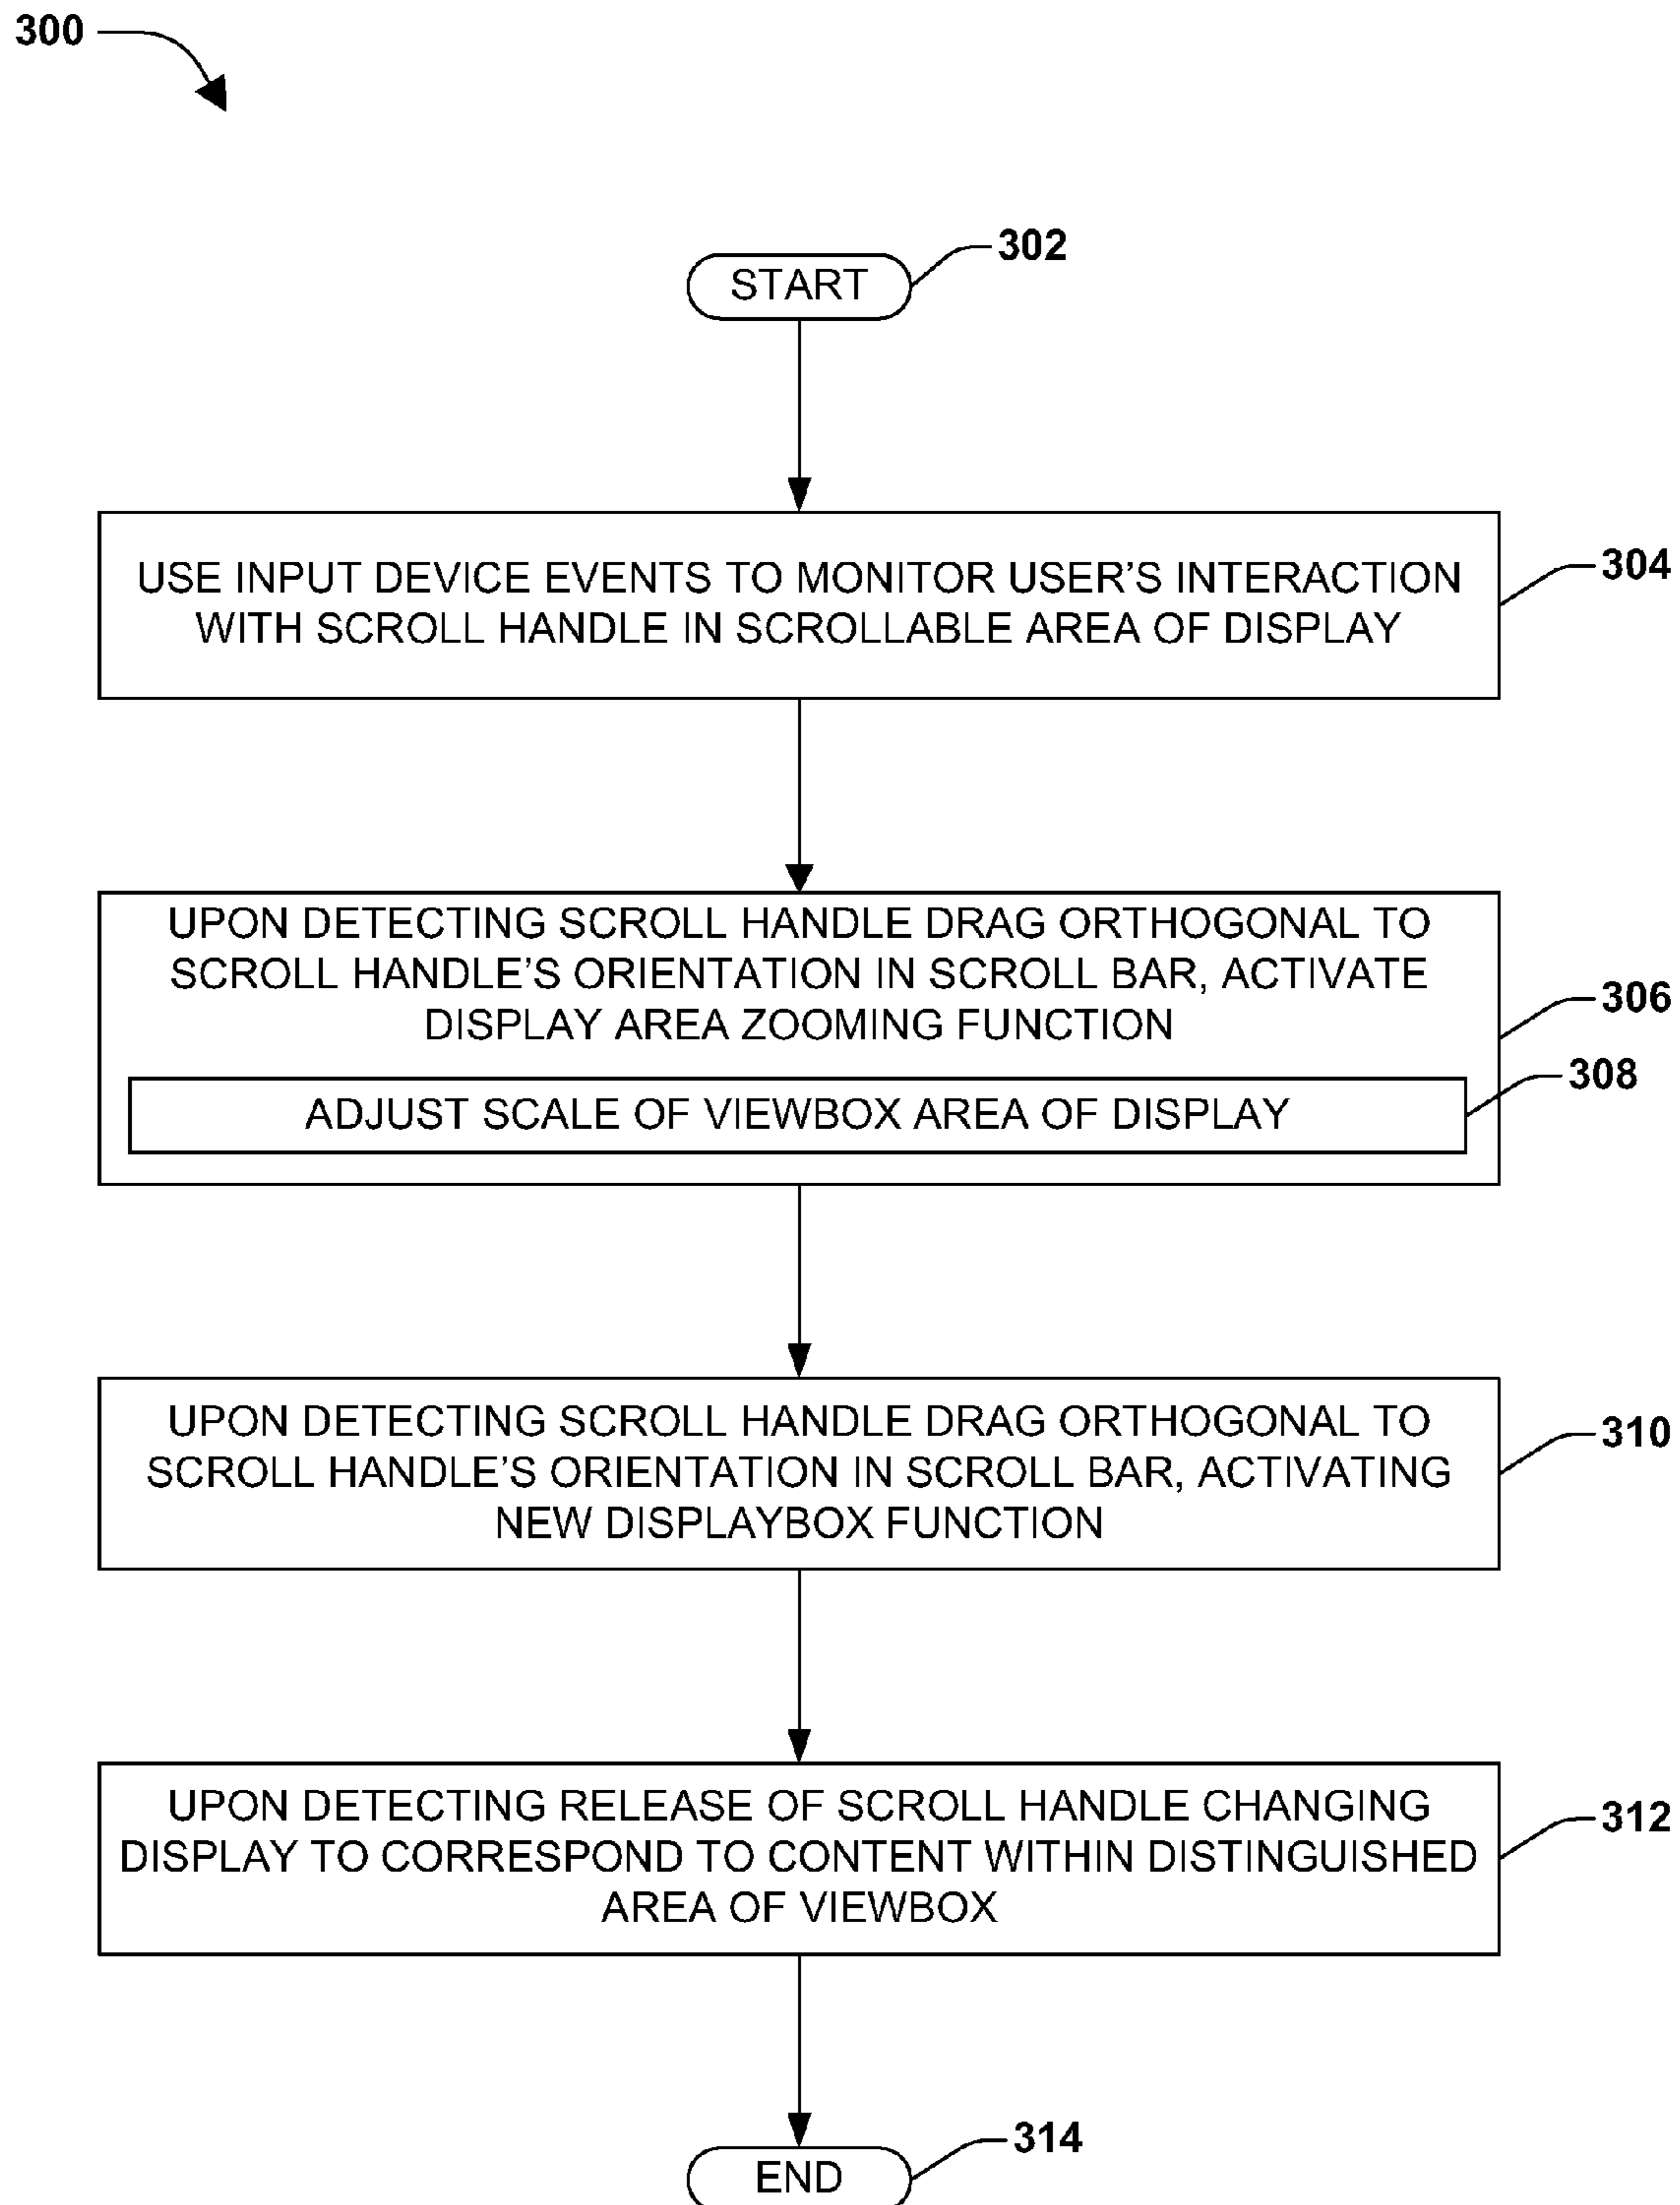 300
START
302
USE INPUT DEVICE EVENTS TO MONITOR USER’S INTERACTION
WITH SCROLL HANDLE IN SCROLLABLE AREA OF DISPLAY
304
UPON DETECTING SCROLL HANDLE DRAG ORTHOGONAL TO
SCROLL HANDLE’S ORIENTATION IN SCROLL BAR, ACTIVATE
DISPLAY AREA ZOOMING FUNCTION
306
ADJUST SCALE OF VIEWBOX AREA OF DISPLAY
308
UPON DETECTING SCROLL HANDLE DRAG ORTHOGONAL TO
SCROLL HANDLE’S ORIENTATION IN SCROLL BAR, ACTIVATING
NEW DISPLAYBOX FUNCTION
310
UPON DETECTING RELEASE OF SCROLL HANDLE CHANGING
DISPLAY TO CORRESPOND TO CONTENT WITHIN DISTINGUISHED
AREA OF VIEWBOX
312
END
314